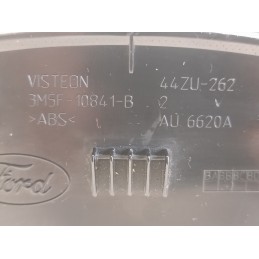 VISTEON 44ZU-262
3M5F-10841-B 2
>ABS< AU 6620A
Ford